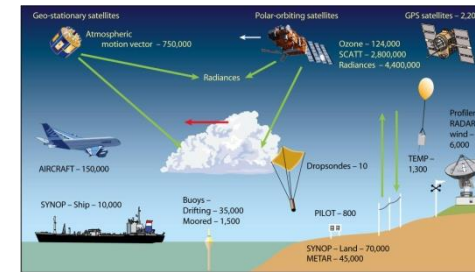 Geo-stationary satellites
Polar-orbiting satellites
GPS satellites – 2,20
Atmospheric
motion vector – 750,000
Ozone – 124,000
SCATT – 2,800,000
Radiances – 4,400,000
Radiances
Profiler
RADAR
wind –
6,000
AIRCRAFT – 150,000
Dropsondes – 10
TEMP –
1,300
SYNOP – Ship – 10,000
Buoys –
Drifting – 35,000
Moored – 1,500
PILOT – 800
SYNOP – Land – 70,000
METAR – 45,000